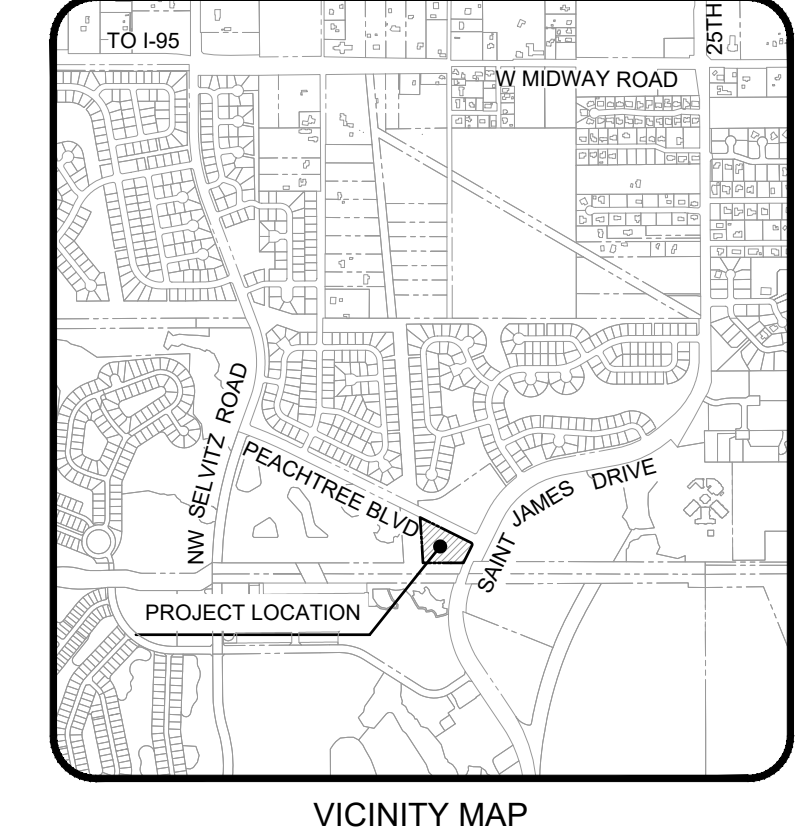 TO I-95
25TH
W MIDWAY ROAD
NW SELVITZ ROAD
PEACHTREE BLVD
SAINT JAMES DRIVE
PROJECT LOCATION
VICINITY MAP